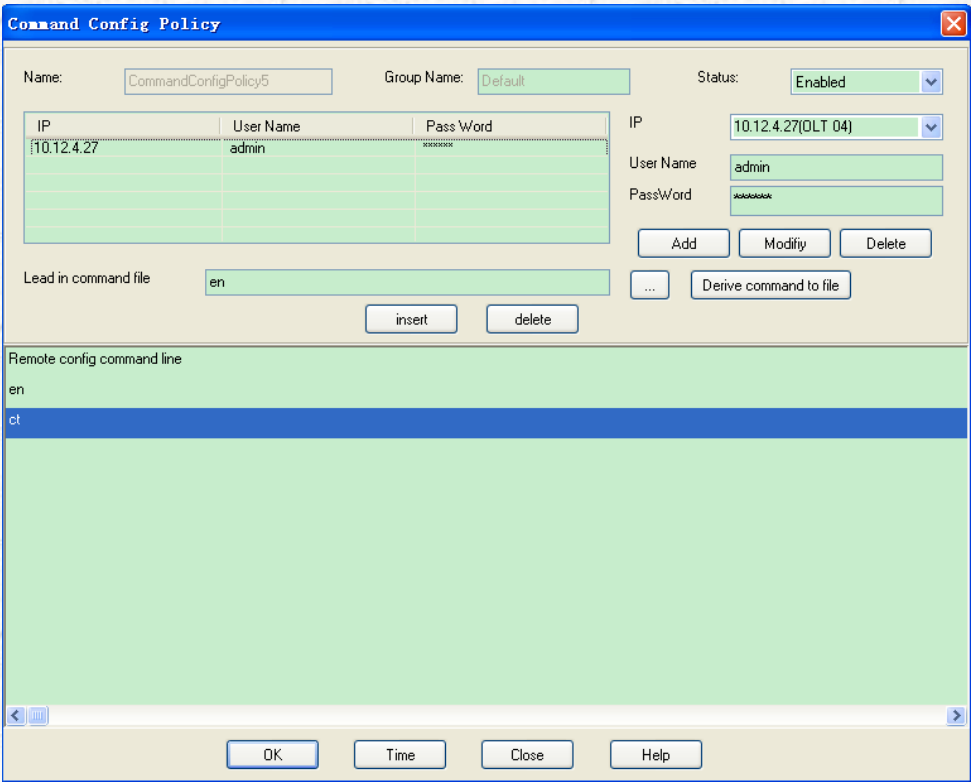 Command Config Policy
Name: CommandConfigPolicy5 Group Name: Default Status: Enabled
IP User Name Pass Word
10.12.4.27 admin ******
IP 10.12.4.27(OLT 04)
User Name admin
PassWord *******
Add Modifiy Delete
Lead in command file en ... Derive command to file
insert delete
Remote config command line
en
ct
OK Time Close Help